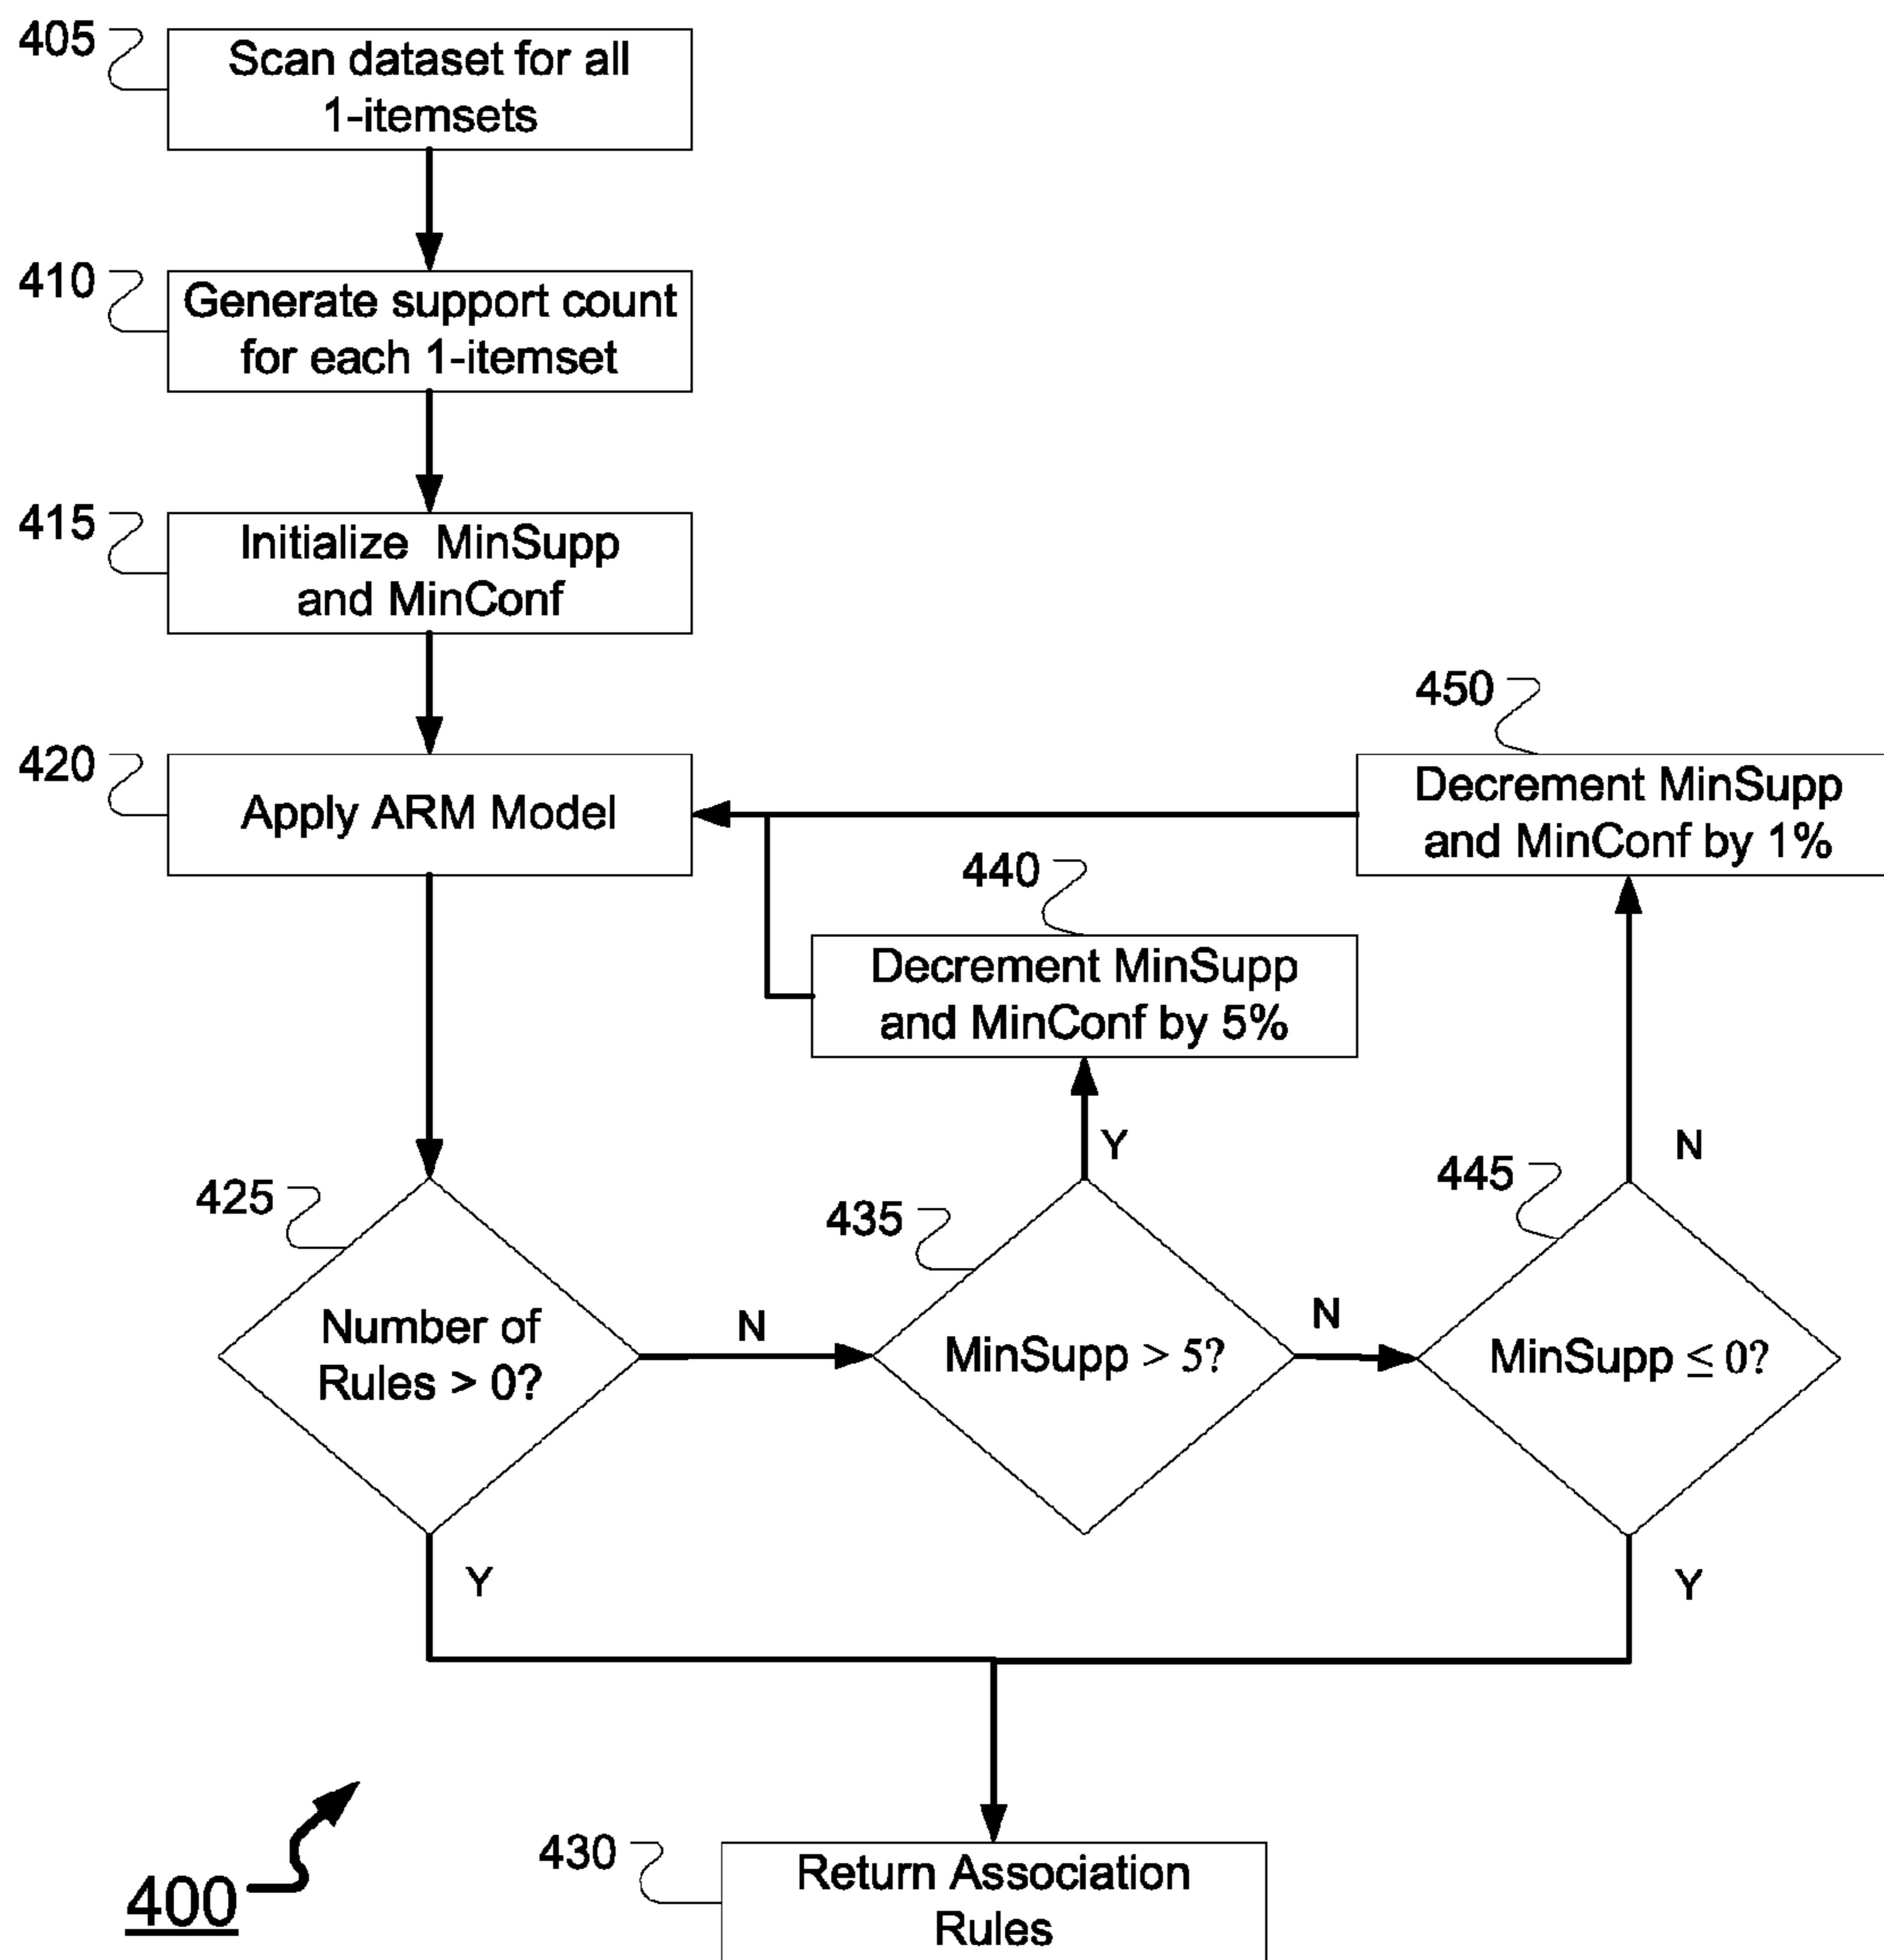 405
Scan dataset for all
1-itemsets
410
Generate support count
for each 1-itemset
415
Initialize MinSupp
and MinConf
420
Apply ARM Model
450
Decrement MinSupp
and MinConf by 1%
440
Decrement MinSupp
and MinConf by 5%
425
Number of
Rules > 0?
N
Y
435
MinSupp > 5?
Y
N
445
MinSupp ≤ 0?
N
Y
430
Return Association
Rules
400